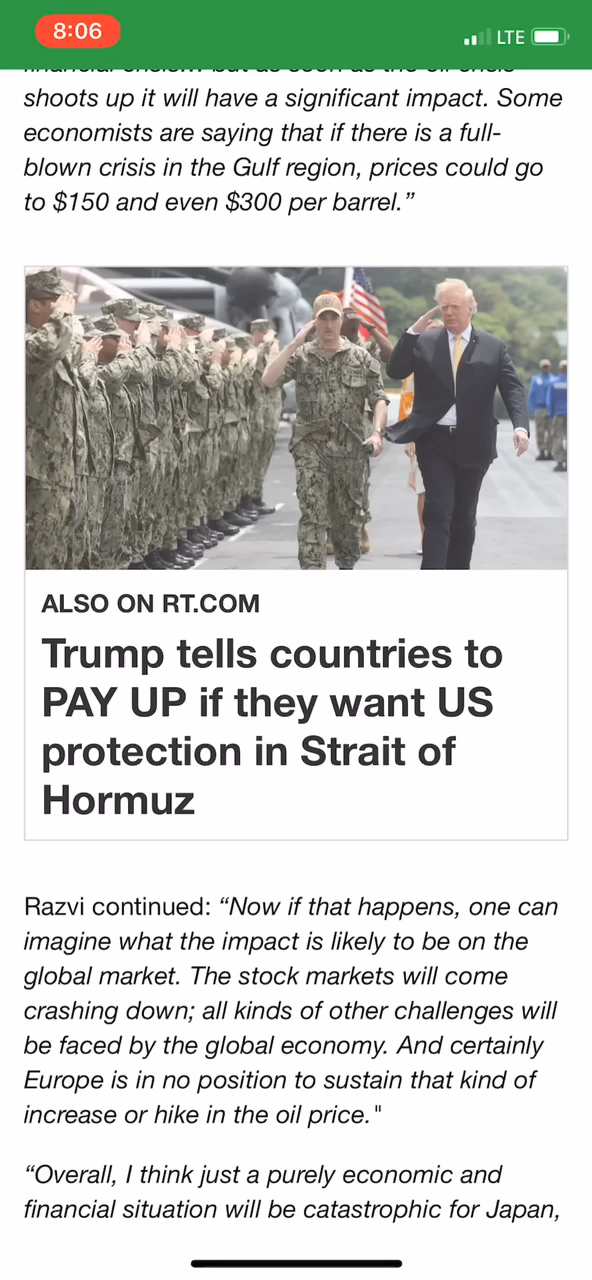 8:06
LTE
shoots up it will have a significant impact. Some
economists are saying that if there is a full-
blown crisis in the Gulf region, prices could go
to $150 and even $300 per barrel.”
ALSO ON RT.COM
Trump tells countries to
PAY UP if they want US
protection in Strait of
Hormuz
Razvi continued: “Now if that happens, one can
imagine what the impact is likely to be on the
global market. The stock markets will come
crashing down; all kinds of other challenges will
be faced by the global economy. And certainly
Europe is in no position to sustain that kind of
increase or hike in the oil price."
“Overall, I think just a purely economic and
financial situation will be catastrophic for Japan,